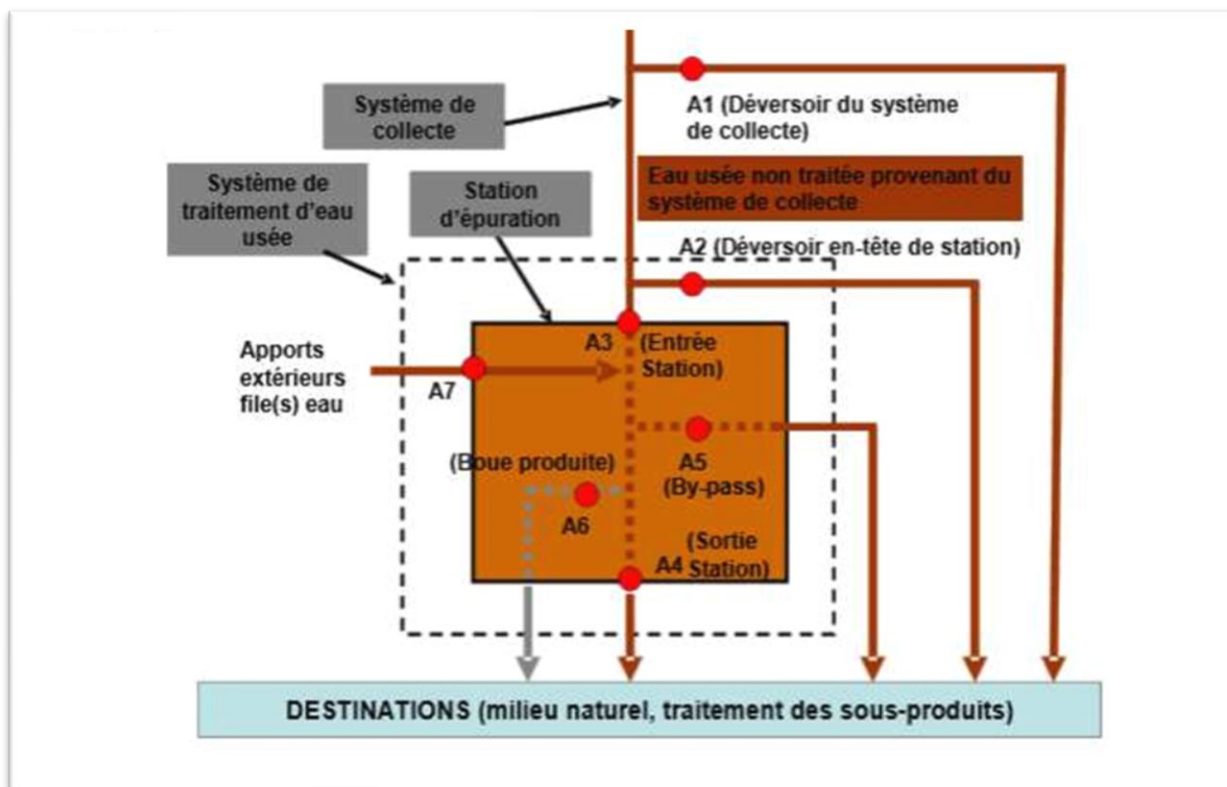 Système de
collecte
A1 (Déversoir du système
de collecte)
Système de
traitement d'eau
usée
Station
d'épuration
Eau usée non traitée provenant du
système de collecte
A2 (Déversoir en-tête de station)
A3 (Entrée
Station)
Apports
extérieurs
file(s) eau
A7
(Boue produite)
A5
(By-pass)
A6
(Sortie
A4 Station)
DESTINATIONS (milieu naturel, traitement des sous-produits)